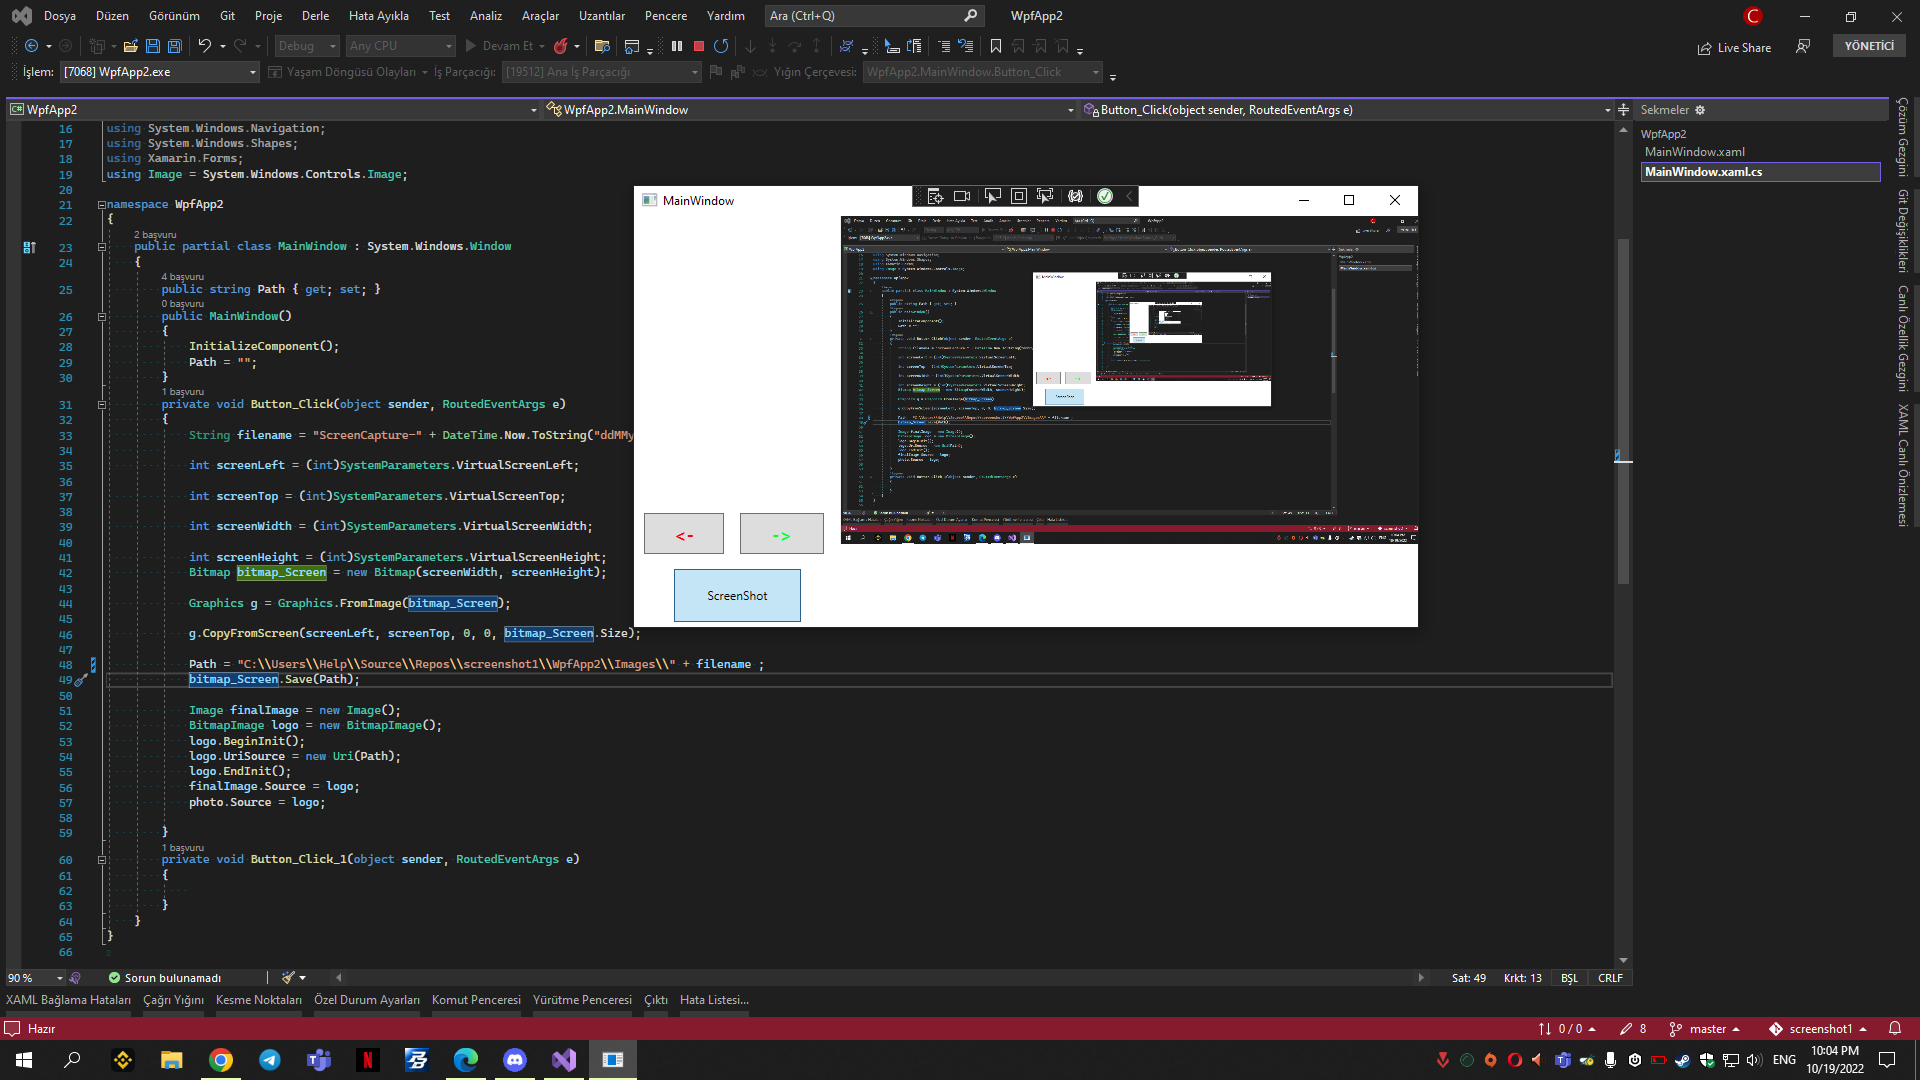 Dosya Düzen Görünüm Git Proje Derle Hata Ayıkla Test Analiz Araçlar Uzantılar Pencere Yardım Ara (Ctrl+Q) WpfApp2 C
Debug Any CPU Devam Et Live Share YÖNETİCİ
İşlem: [7068] WpfApp2.exe Yaşam Döngüsü Olayları İş Parçacığı: [19512] Ana İş Parçacığı Yığın Çerçevesi: WpfApp2.MainWindow.Button_Click
C# WpfApp2 WpfApp2.MainWindow Button_Click(object sender, RoutedEventArgs e)
16 using System.Windows.Navigation;
17 using System.Windows.Shapes;
18 using Xamarin.Forms;
19 using Image = System.Windows.Controls.Image;
20
21 namespace WpfApp2
22 {
2 başvuru
23 public partial class MainWindow : System.Windows.Window
24 {
4 başvuru
25 public string Path { get; set; }
0 başvuru
26 public MainWindow()
27 {
28 InitializeComponent();
29 Path = "";
30 }
1 başvuru
31 private void Button_Click(object sender, RoutedEventArgs e)
32 {
33 String filename = "ScreenCapture-" + DateTime.Now.ToString("ddMMy
34
35 int screenLeft = (int)SystemParameters.VirtualScreenLeft;
36
37 int screenTop = (int)SystemParameters.VirtualScreenTop;
38
39 int screenWidth = (int)SystemParameters.VirtualScreenWidth;
40
41 int screenHeight = (int)SystemParameters.VirtualScreenHeight;
42 Bitmap bitmap_Screen = new Bitmap(screenWidth, screenHeight);
43
44 Graphics g = Graphics.FromImage(bitmap_Screen);
45
46 g.CopyFromScreen(screenLeft, screenTop, 0, 0, bitmap_Screen.Size);
47
48 Path = "C:\\Users\\Help\\Source\\Repos\\screenshot1\\WpfApp2\\Images\\" + filename ;
49 bitmap_Screen.Save(Path);
50
51 Image finalImage = new Image();
52 BitmapImage logo = new BitmapImage();
53 logo.BeginInit();
54 logo.UriSource = new Uri(Path);
55 logo.EndInit();
56 finalImage.Source = logo;
57 photo.Source = logo;
58
59 }
1 başvuru
60 private void Button_Click_1(object sender, RoutedEventArgs e)
61 {
62
63 }
64 }
65 }
66
MainWindow
<-
->
ScreenShot
Sekmeler
WpfApp2
MainWindow.xaml
MainWindow.xaml.cs
Çözüm Gezgini
Git Değişiklikleri
Canlı Özellik Gezgini
XAML Canlı Önizlemesi
90 % Sorun bulunamadı Sat: 49 Krkt: 13 BŞL CRLF
XAML Bağlama Hataları Çağrı Yığını Kesme Noktaları Özel Durum Ayarları Komut Penceresi Yürütme Penceresi Çıktı Hata Listesi...
Hazır 0 / 0 8 master screenshot1
ENG 10:04 PM
10/19/2022